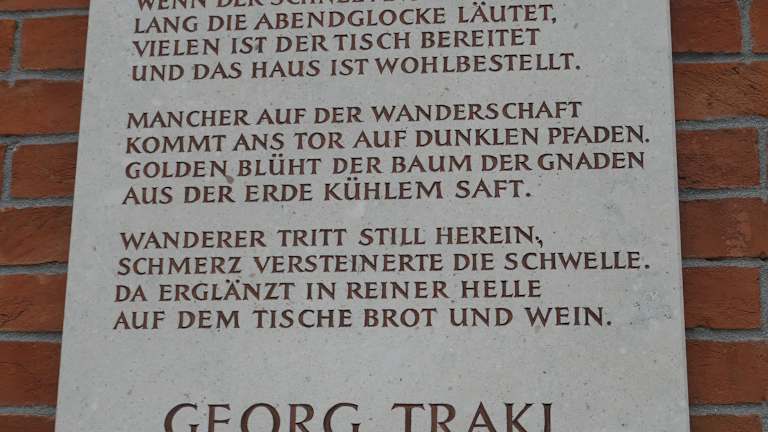 WENN DER SCHNEE
LANG DIE ABENDGLOCKE LÄUTET,
VIELEN IST DER TISCH BEREITET
UND DAS HAUS IST WOHLBESTELLT.
MANCHER AUF DER WANDERSCHAFT
KOMMT ANS TOR AUF DUNKLEN PFADEN.
GOLDEN BLÜHT DER BAUM DER GNADEN
AUS DER ERDE KÜHLEM SAFT.
WANDERER TRITT STILL HEREIN,
SCHMERZ VERSTEINERTE DIE SCHWELLE.
DA ERGLÄNZT IN REINER HELLE
AUF DEM TISCHE BROT UND WEIN.
GEORG TRAKL